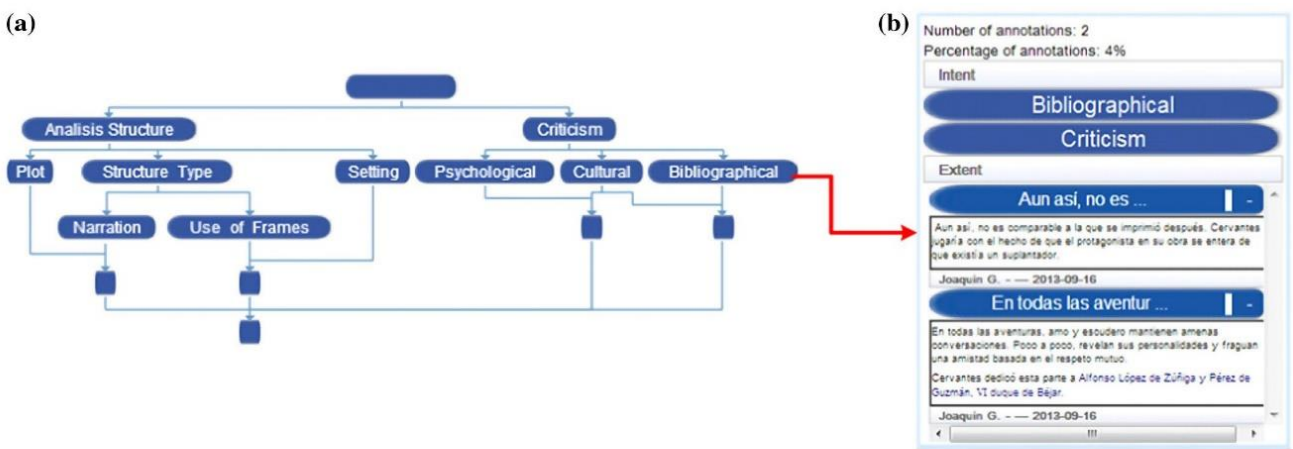 (a)
Analisis Structure
Criticism
Plot
Structure Type
Setting
Psychological
Cultural
Bibliographical
Narration
Use of Frames
(b)
Number of annotations: 2
Percentage of annotations: 4%
Intent
Bibliographical
Criticism
Extent
Aun así, no es ...
-
Aun así, no es comparable a la que se imprimió después. Cervantes
jugaría con el hecho de que el protagonista en su obra se entera de
que existía un suplantador.
Joaquin G. - — 2013-09-16
En todas las aventur ...
-
En todas las aventuras, amo y escudero mantienen amenas
conversaciones. Poco a poco, revelan sus personalidades y fraguan
una amistad basada en el respeto mutuo.
Cervantes dedicó esta parte a Alfonso López de Zúñiga y Pérez de
Guzmán, VI duque de Béjar.
Joaquin G. - — 2013-09-16